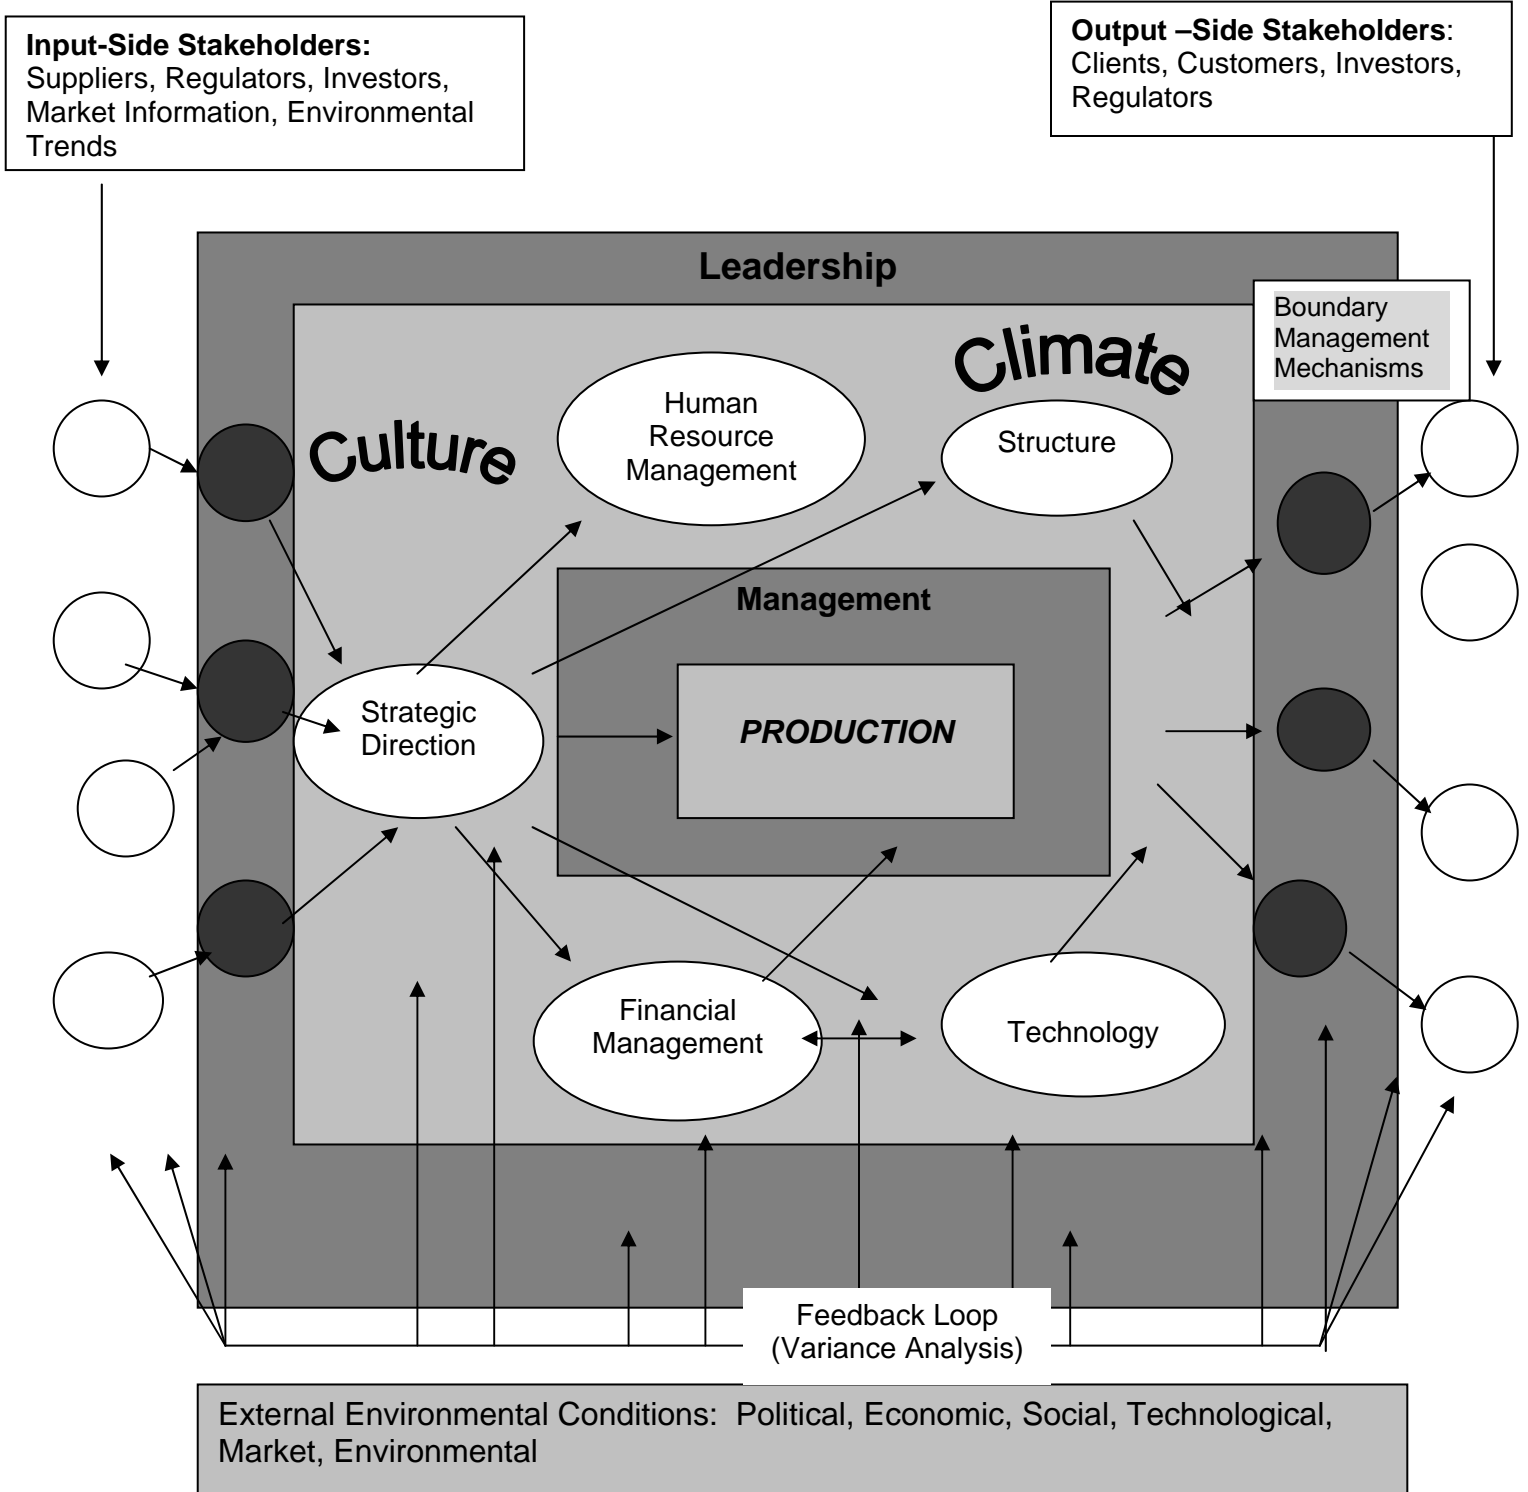 Input-Side Stakeholders:
Suppliers, Regulators, Investors,
Market Information, Environmental
Trends
Output –Side Stakeholders:
Clients, Customers, Investors,
Regulators
Leadership
Boundary
Management
Mechanisms
Climate
Culture
Human
Resource
Management
Structure
Management
PRODUCTION
Strategic
Direction
Financial
Management
Technology
Feedback Loop
(Variance Analysis)
External Environmental Conditions: Political, Economic, Social, Technological,
Market, Environmental